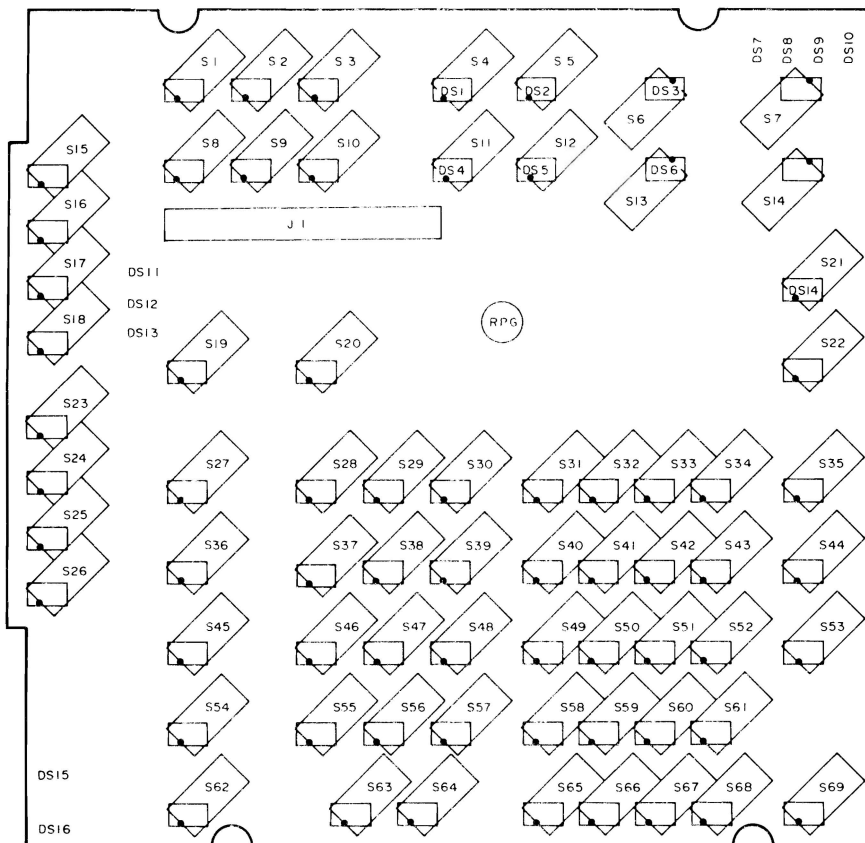 S1 S2 S3 S4 S5 DS7 DS8 DS9 DS10
DS1 DS2 S6 DS3 S7
S8 S9 S10 S11 S12
DS4 DS5 DS6
S13 S14
S15
S16
J1
S17 DS11 S21
DS14
DS12
S18 DS13 RPG
S19 S20 S22
S23
S24 S27 S28 S29 S30 S31 S32 S33 S34 S35
S25
S26 S36 S37 S38 S39 S40 S41 S42 S43 S44
S45 S46 S47 S48 S49 S50 S51 S52 S53
S54 S55 S56 S57 S58 S59 S60 S61
DS15
S62 S63 S64 S65 S66 S67 S68 S69
DS16